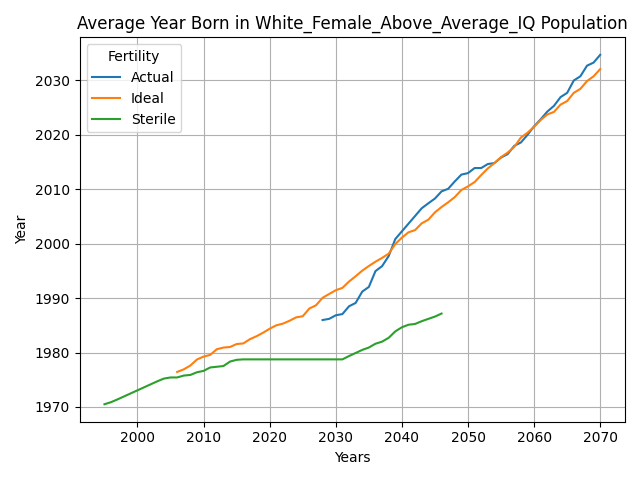 Average Year Born in White_Female_Above_Average_IQ Population
Fertility
Actual
Ideal
Sterile
Year
2030
2020
2010
2000
1990
1980
1970
2000 2010 2020 2030 2040 2050 2060 2070
Years